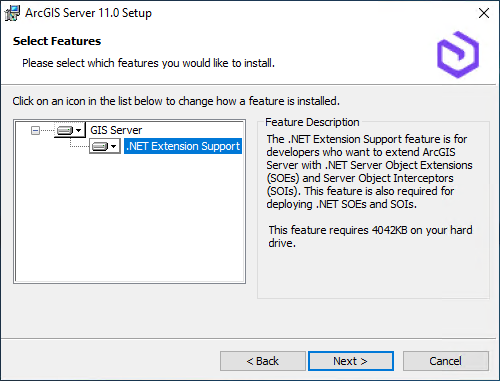 ArcGIS Server 11.0 Setup
Select Features
Please select which features you would like to install.
Click on an icon in the list below to change how a feature is installed.
GIS Server
.NET Extension Support
Feature Description
The .NET Extension Support feature is for
developers who want to extend ArcGIS
Server with .NET Server Object Extensions
(SOEs) and Server Object Interceptors
(SOIs). This feature is also required for
deploying .NET SOEs and SOIs.
This feature requires 4042KB on your hard
drive.
< Back
Next >
Cancel